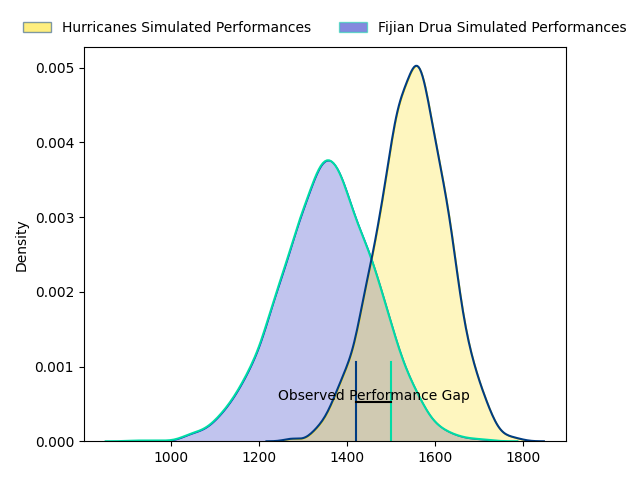 Hurricanes Simulated Performances
Fijian Drua Simulated Performances
0.005
0.004
0.003
0.002
0.001
0.000
Density
Observed Performance Gap
1000
1200
1400
1600
1800